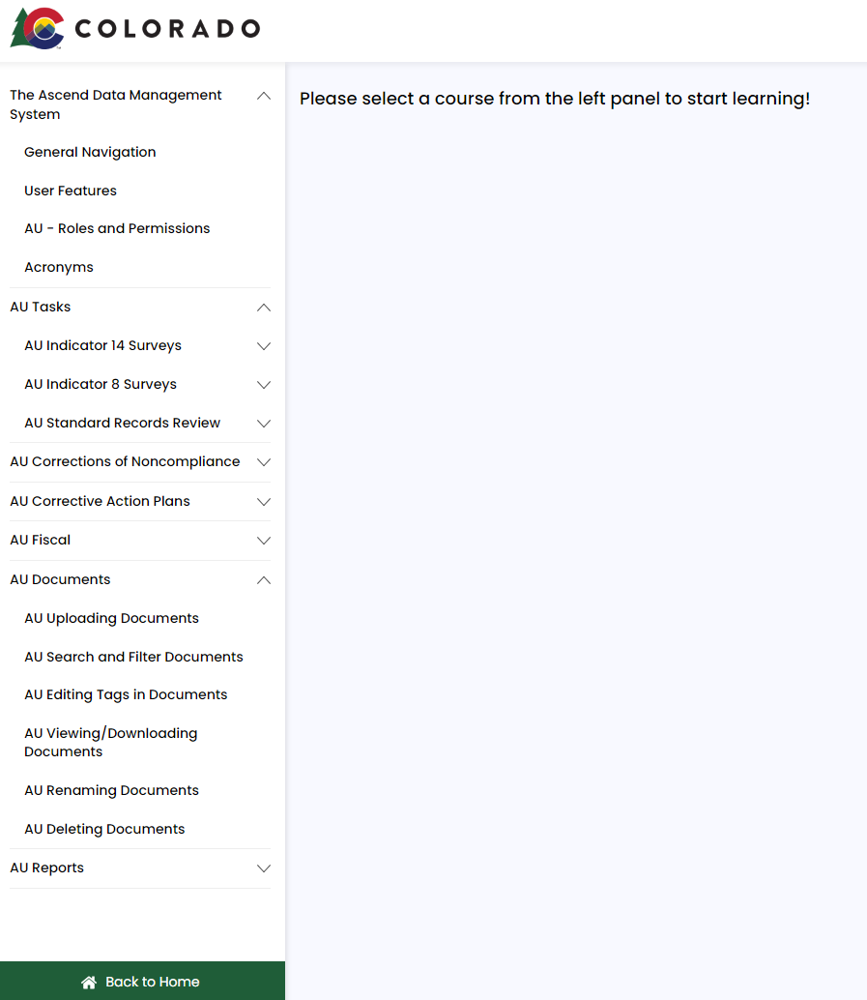 COLORADO
The Ascend Data Management
System
General Navigation
User Features
AU - Roles and Permissions
Acronyms
AU Tasks
AU Indicator 14 Surveys
AU Indicator 8 Surveys
AU Standard Records Review
AU Corrections of Noncompliance
AU Corrective Action Plans
AU Fiscal
AU Documents
AU Uploading Documents
AU Search and Filter Documents
AU Editing Tags in Documents
AU Viewing/Downloading
Documents
AU Renaming Documents
AU Deleting Documents
AU Reports
Back to Home
Please select a course from the left panel to start learning!